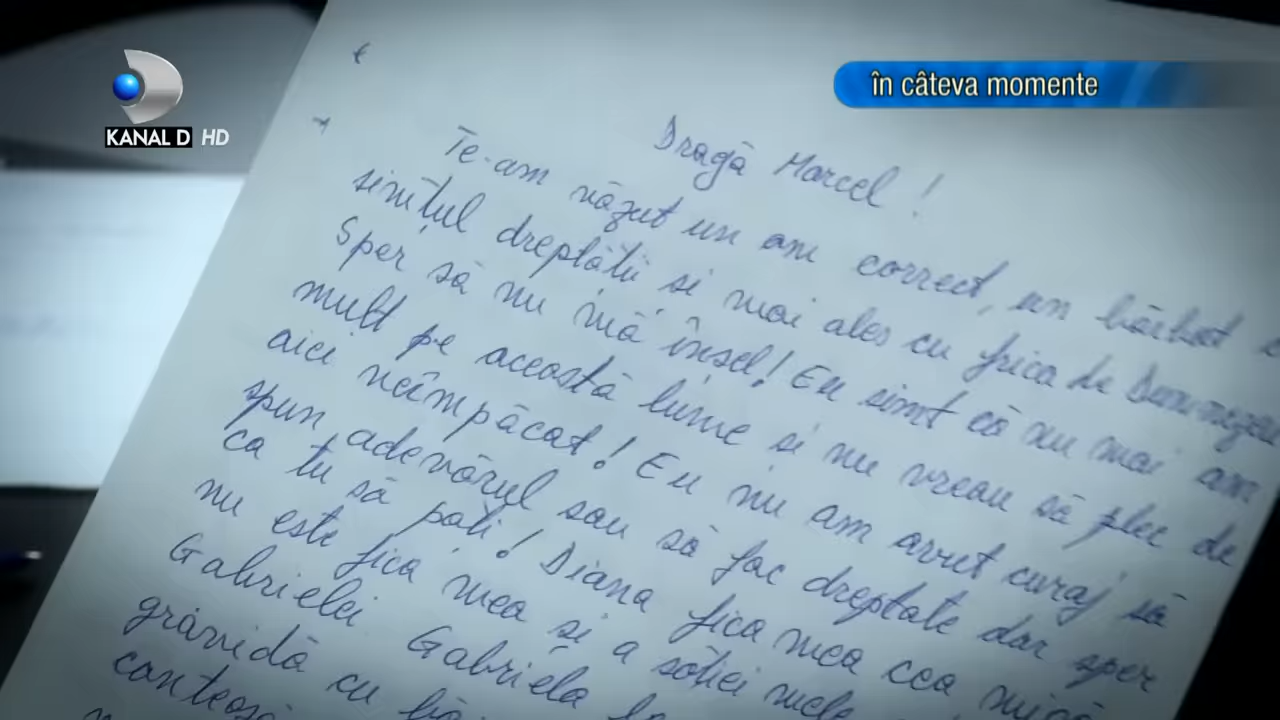 KANAL D HD
în câteva momente
Dragă Marcel!
Te-am văzut un om corect, un bărbat
simțul dreptății și mai ales cu frica de Dumnezeu
Sper să nu mă înșel! Eu simt că nu mai am
mult pe această lume și nu vreau să plec de
aici neîmpăcat! Eu nu am avut curaj să
spun adevărul sau să fac dreptate dar sper
ca tu să poți! Diana fica mea cea mică
nu este fica mea și a soției mele
Gabrielei Gabriela
gravidă cu